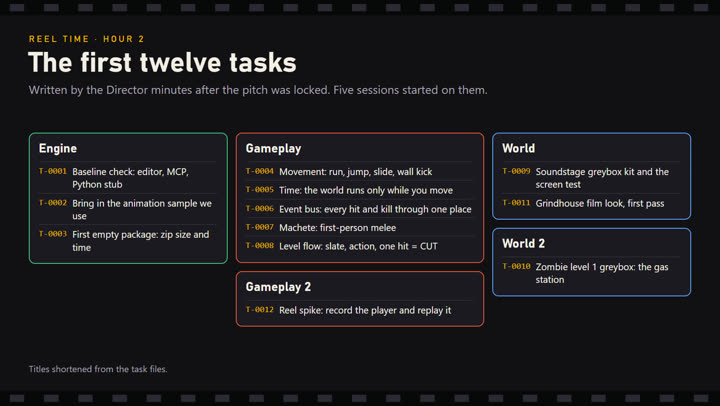 REEL TIME · HOUR 2
The first twelve tasks
Written by the Director minutes after the pitch was locked. Five sessions started on them.
Engine
T-0001 Baseline check: editor, MCP,
Python stub
T-0002 Bring in the animation sample we
use
T-0003 First empty package: zip size and
time
Gameplay
T-0004 Movement: run, jump, slide, wall kick
T-0005 Time: the world runs only while you move
T-0006 Event bus: every hit and kill through one place
T-0007 Machete: first-person melee
T-0008 Level flow: slate, action, one hit = CUT
Gameplay 2
T-0012 Reel spike: record the player and replay it
World
T-0009 Soundstage greybox kit and the
screen test
T-0011 Grindhouse film look, first pass
World 2
T-0010 Zombie level 1 greybox: the gas
station
Titles shortened from the task files.